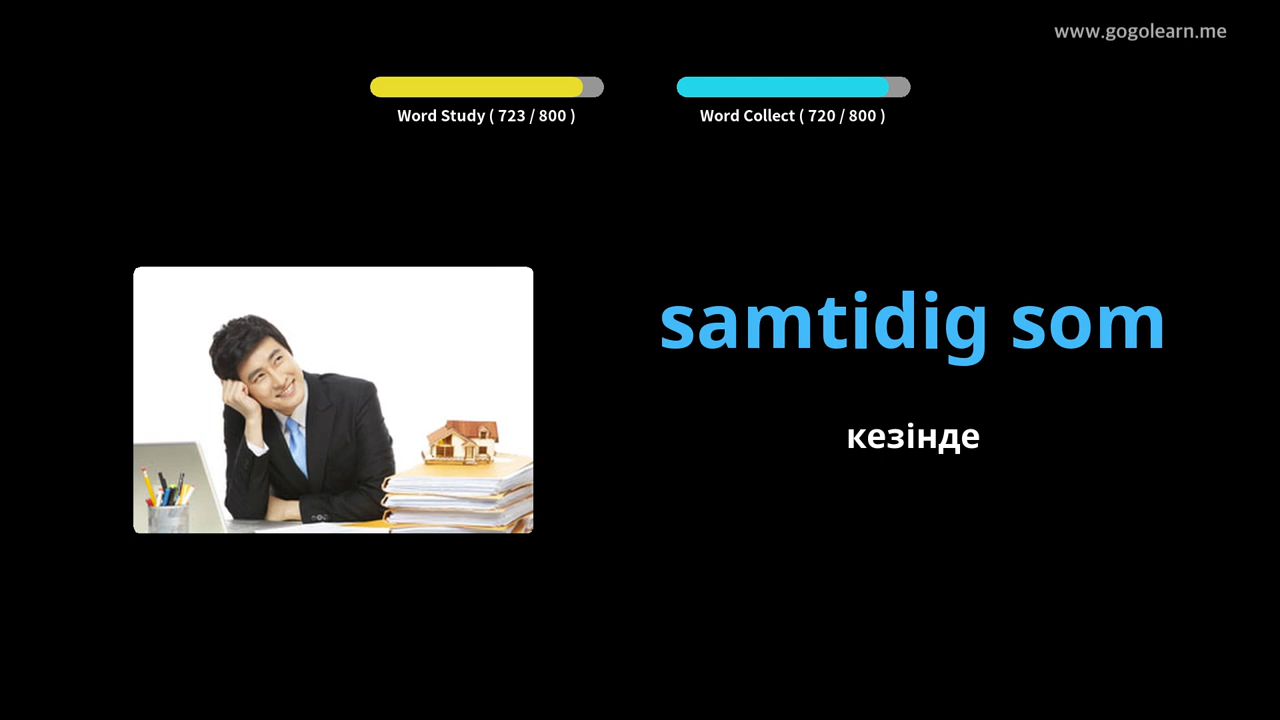 www.gogolearn.me
Word Study ( 723 / 800 )
Word Collect ( 720 / 800 )
samtidig som
кезінде